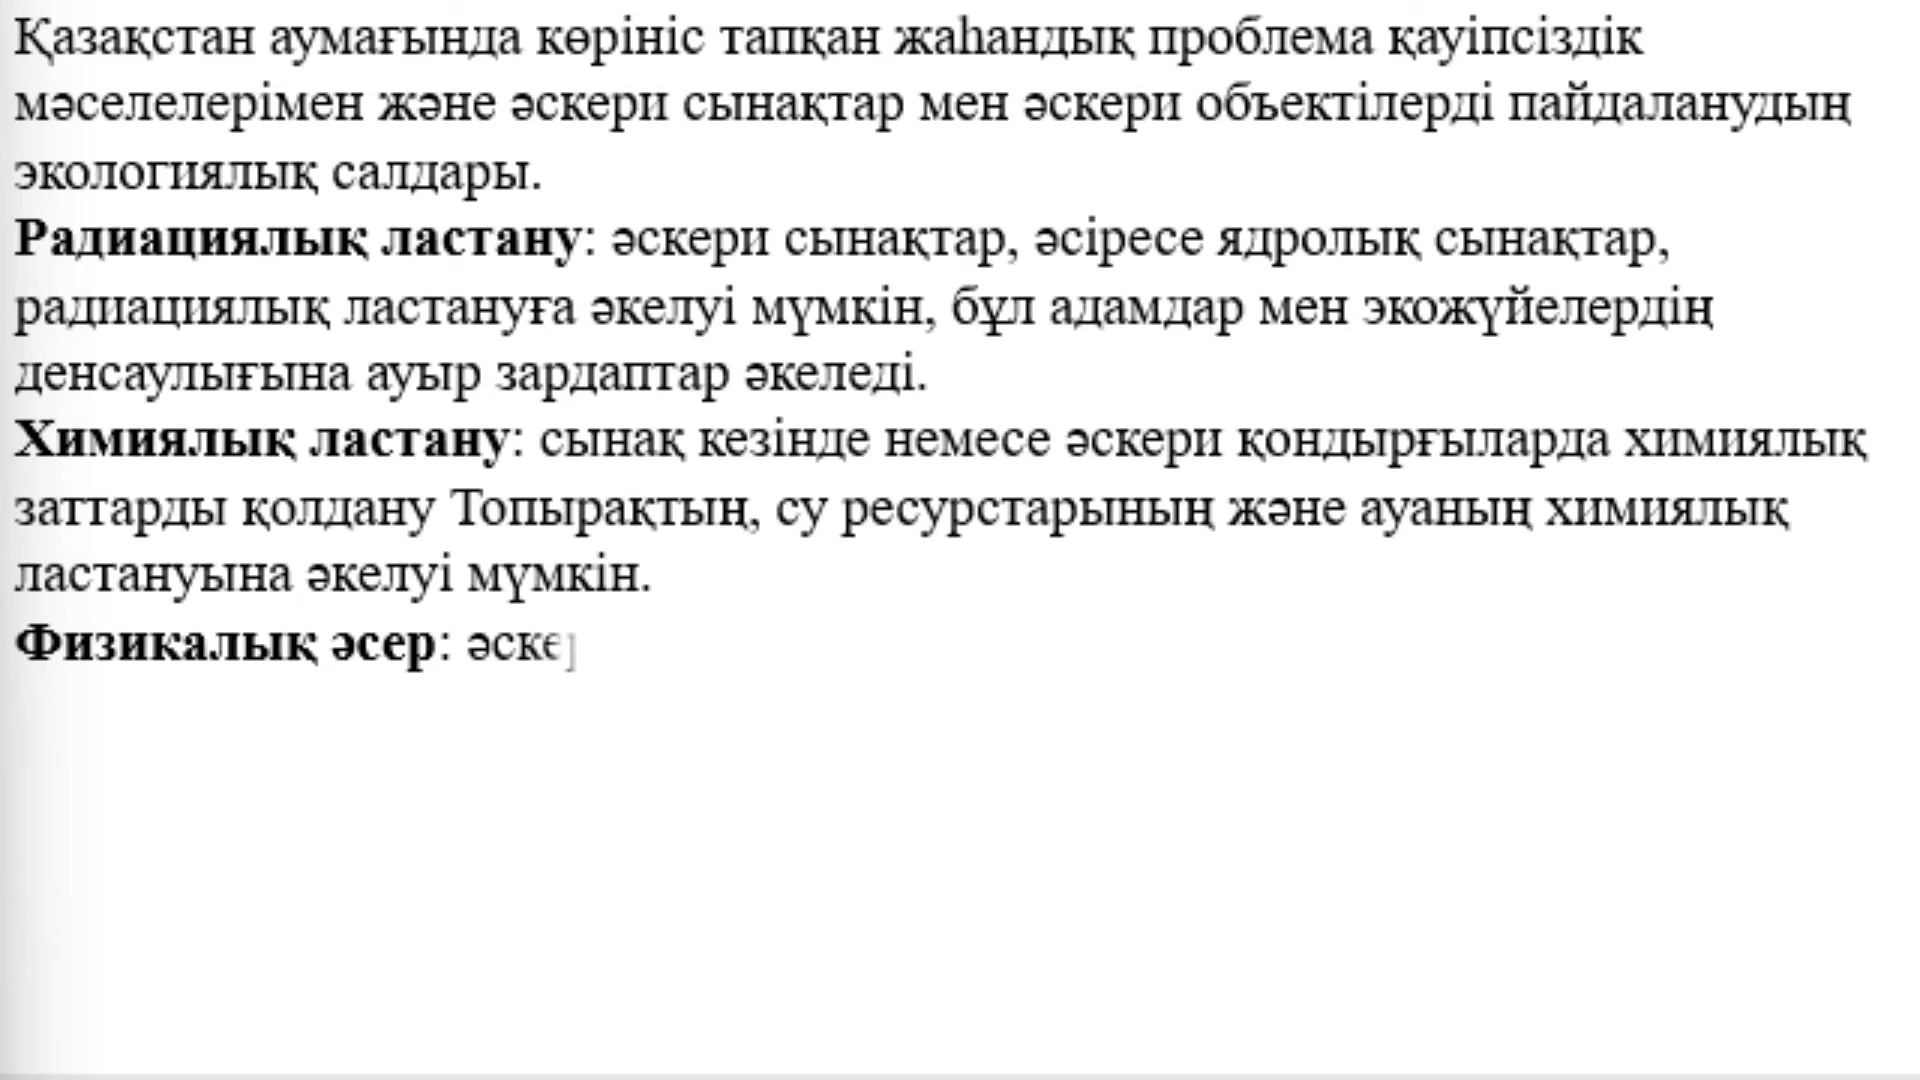 Қазақстан аумағында көрініс тапқан жаһандық проблема қауіпсіздік
мәселелерімен және әскери сынақтар мен әскери объектілерді пайдаланудың
экологиялық салдары.
Радиациялық ластану: әскери сынақтар, әсіресе ядролық сынақтар,
радиациялық ластануға әкелуі мүмкін, бұл адамдар мен экожүйелердің
денсаулығына ауыр зардаптар әкеледі.
Химиялық ластану: сынақ кезінде немесе әскери қондырғыларда химиялық
заттарды қолдану Топырақтың, су ресурстарының және ауаның химиялық
ластануына әкелуі мүмкін.
Физикалық әсер: